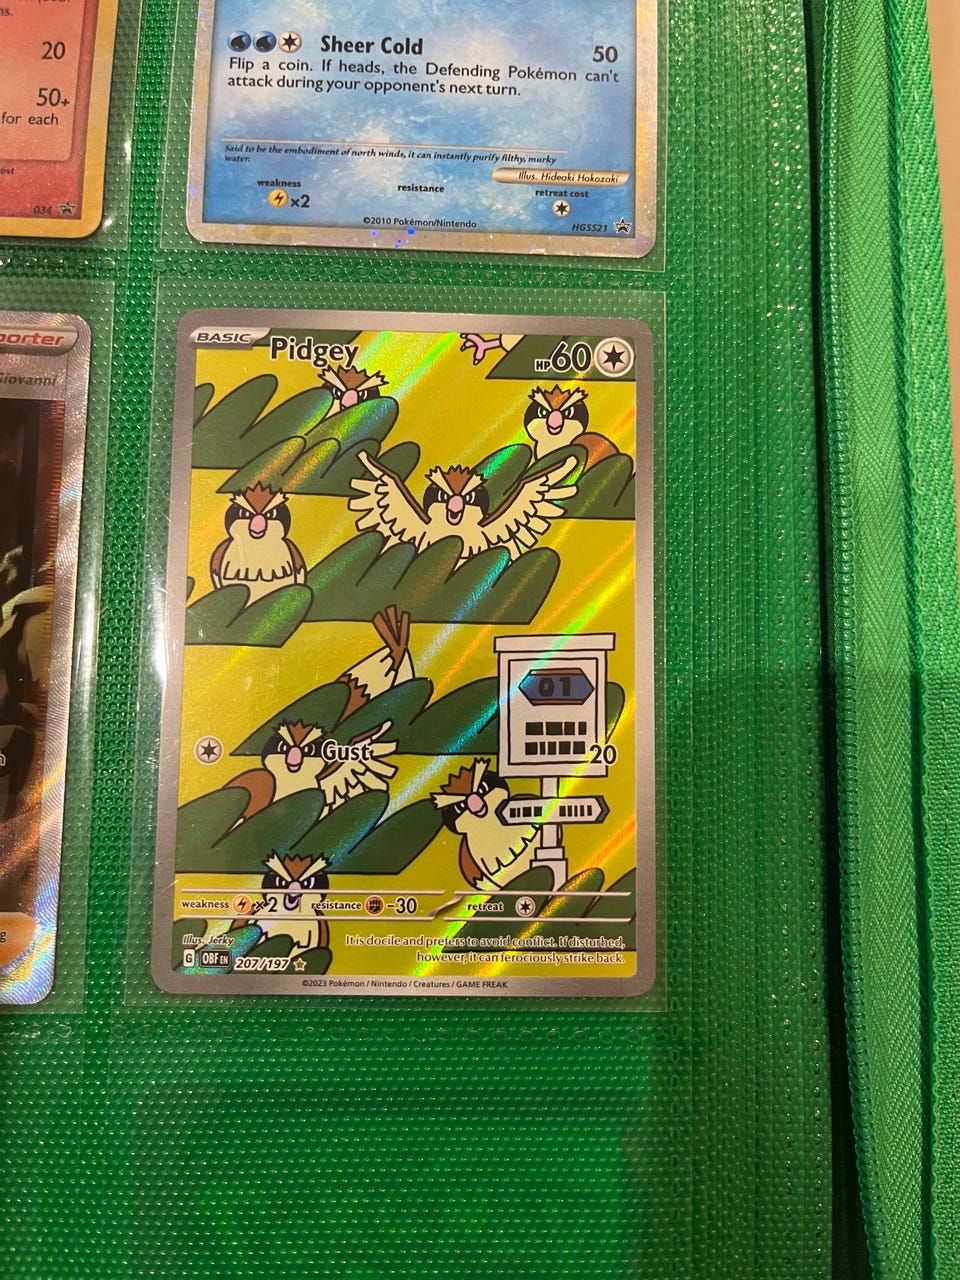 ns.
20
50+
for each
ost
034
Sheer Cold 50
Flip a coin. If heads, the Defending Pokémon can't
attack during your opponent's next turn.
Said to be the embodiment of north winds, it can instantly purify filthy, murky
water.
Illus. Hideaki Hakozaki
weakness resistance retreat cost
×2
©2010 Pokémon/Nintendo
HGSS21
porter
Giovanni
h
g
BASIC Pidgey HP60
01
Gust 20
weakness ×2 resistance -30 retreat
Illus. Jerky
It is docile and prefers to avoid conflict. If disturbed,
however, it can ferociously strike back.
G OBF EN 207/197
©2023 Pokémon / Nintendo / Creatures / GAME FREAK